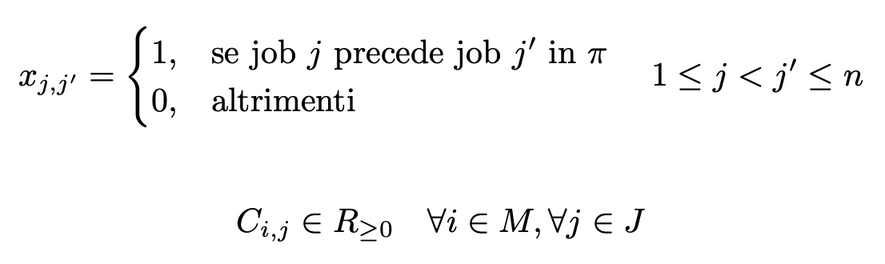 x_{j,j'} = { 1, se job j precede job j' in π 1 ≤ j < j' ≤ n
0, altrimenti
C_{i,j} ∈ R_{≥0} ∀i ∈ M, ∀j ∈ J